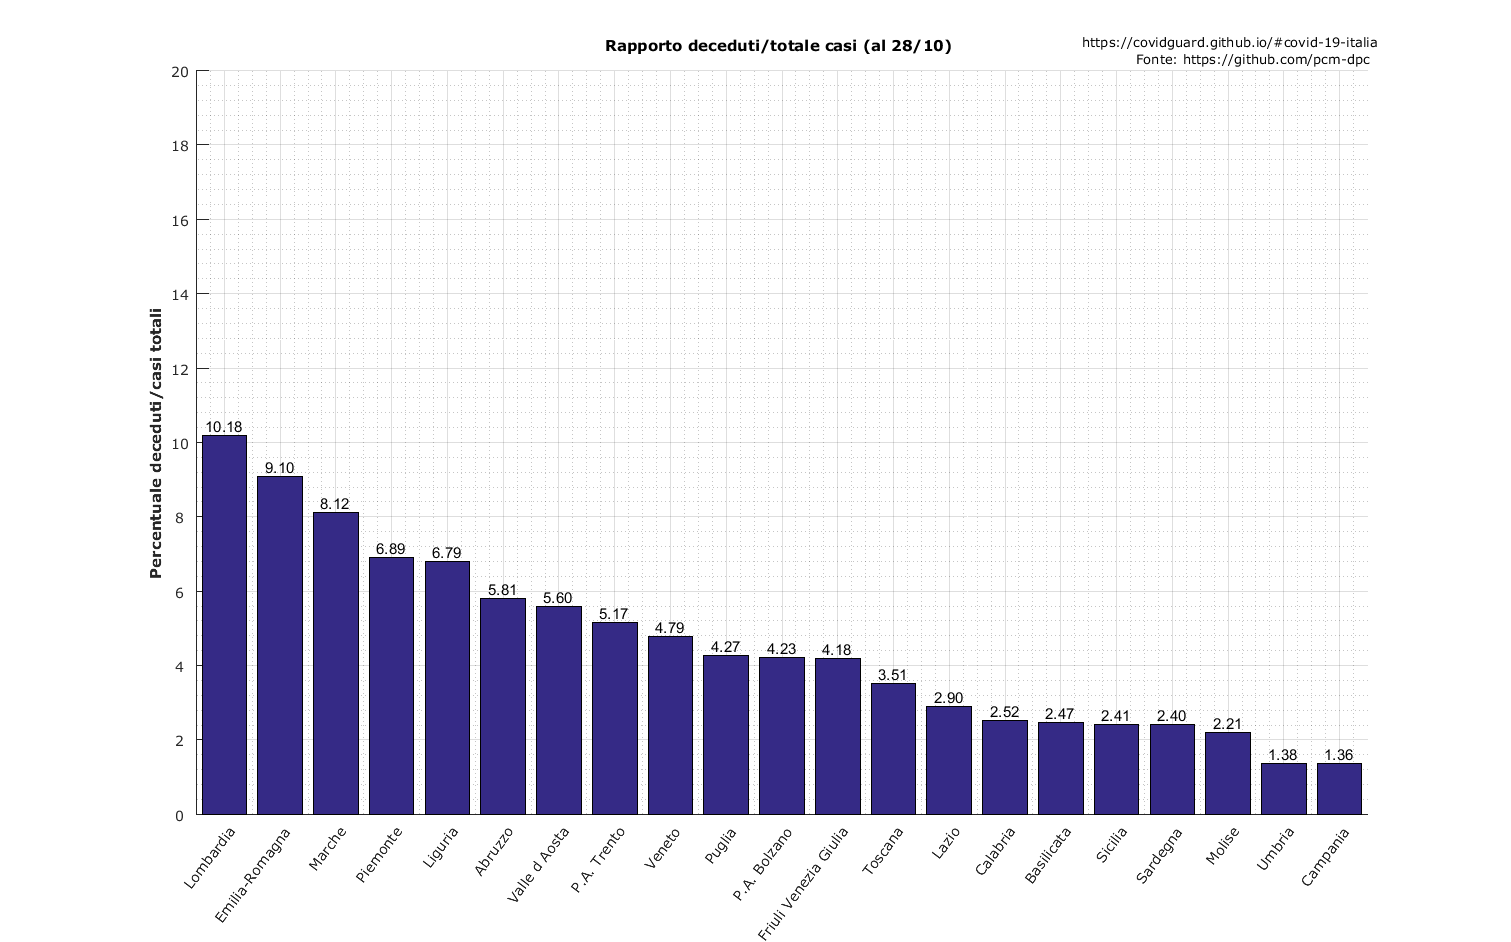 Rapporto deceduti/totale casi (al 28/10)
https://covidguard.github.io/#covid-19-italia
Fonte: https://github.com/pcm-dpc
Percentuale deceduti/casi totali
20
18
16
14
12
10
8
6
4
2
0
10.18
9.10
8.12
6.89
6.79
5.81
5.60
5.17
4.79
4.27
4.23
4.18
3.51
2.90
2.52
2.47
2.41
2.40
2.21
1.38
1.36
Lombardia
Emilia-Romagna
Marche
Piemonte
Liguria
Abruzzo
Valle d Aosta
P.A. Trento
Veneto
Puglia
P.A. Bolzano
Friuli Venezia Giulia
Toscana
Lazio
Calabria
Basilicata
Sicilia
Sardegna
Molise
Umbria
Campania